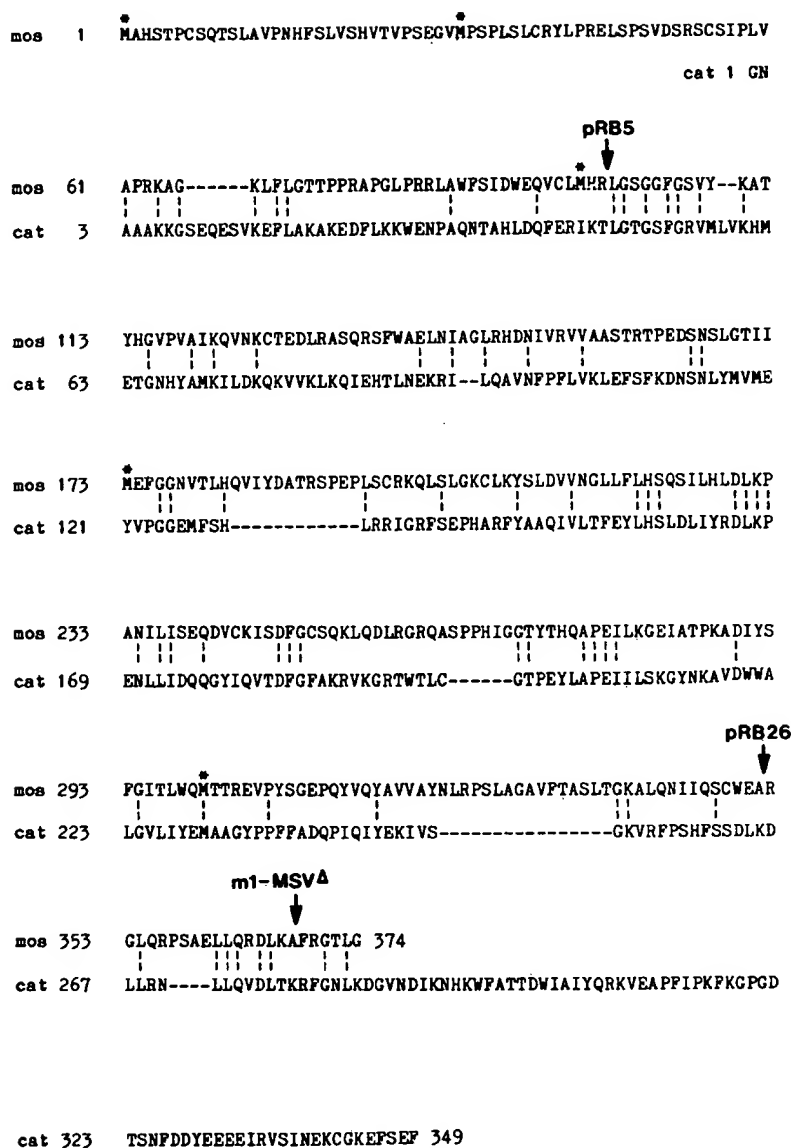 * *
mos 1 MAHSTPCSQTSLAVPNHFSLVSHVTVPSEGVMPSPLSLCRYLPRELSPSVDSRSCSIPLV
cat 1 GN
pRB5
*
mos 61 APRKAG------KLFLGTTPPRAPGLPRRLAWFSIDWEQVCLMHRLGSGGFGSVY--KAT
cat 3 AAAKKGSEQESVKEFLAKAKEDFLKKWENPAQNTAHLDQFERIKTLGTGSFGRVMLVKHM
mos 113 YHGVPVAIKQVNKCTEDLRASQRSFWAELNIAGLRHDNIVRVVAASTRTPEDSNSLGTII
cat 63 ETGNHYAMKILDKQKVVKLKQIEHTLNEKRI--LQAVNFPFLVKLEFSFKDNSNLYMVME
*
mos 173 MEFGGNVTLHQVIYDATRSPEPLSCRKQLSLGKCLKYSLDVVNGLLFLHSQSILHLDLKP
cat 121 YVPGGEMFSH------------LRRIGRFSEPHARFYAAQIVLTFEYLHSLDLIYRDLKP
mos 233 ANILISEQDVCKISDFGCSQKLQDLRGRQASPPHIGGTYTHQAPEILKGEIATPKADIYS
cat 169 ENLLIDQQGYIQVTDFGFAKRVKGRTWTLC------GTPEYLAPEIILSKGYNKAVDWWA
pRB26
*
mos 293 FGITLWQMTTREVPYSGEPQYVQYAVVAYNLRPSLAGAVFTASLTGKALQNIIQSCWEAR
cat 223 LGVLIYEMAAGYPPFFADQPIQIYEKIVS----------------GKVRFPSHFSSDLKD
m1-MSVΔ
mos 353 GLQRPSAELLQRDLKAFRGTLG 374
cat 267 LLRN----LLQVDLTKRFGNLKDGVNDIKNHKWFATTDWIAIYQRKVEAPFIPKFKGPGD
cat 323 TSNFDDYEEEEIRVSINEKCGKEFSEF 349